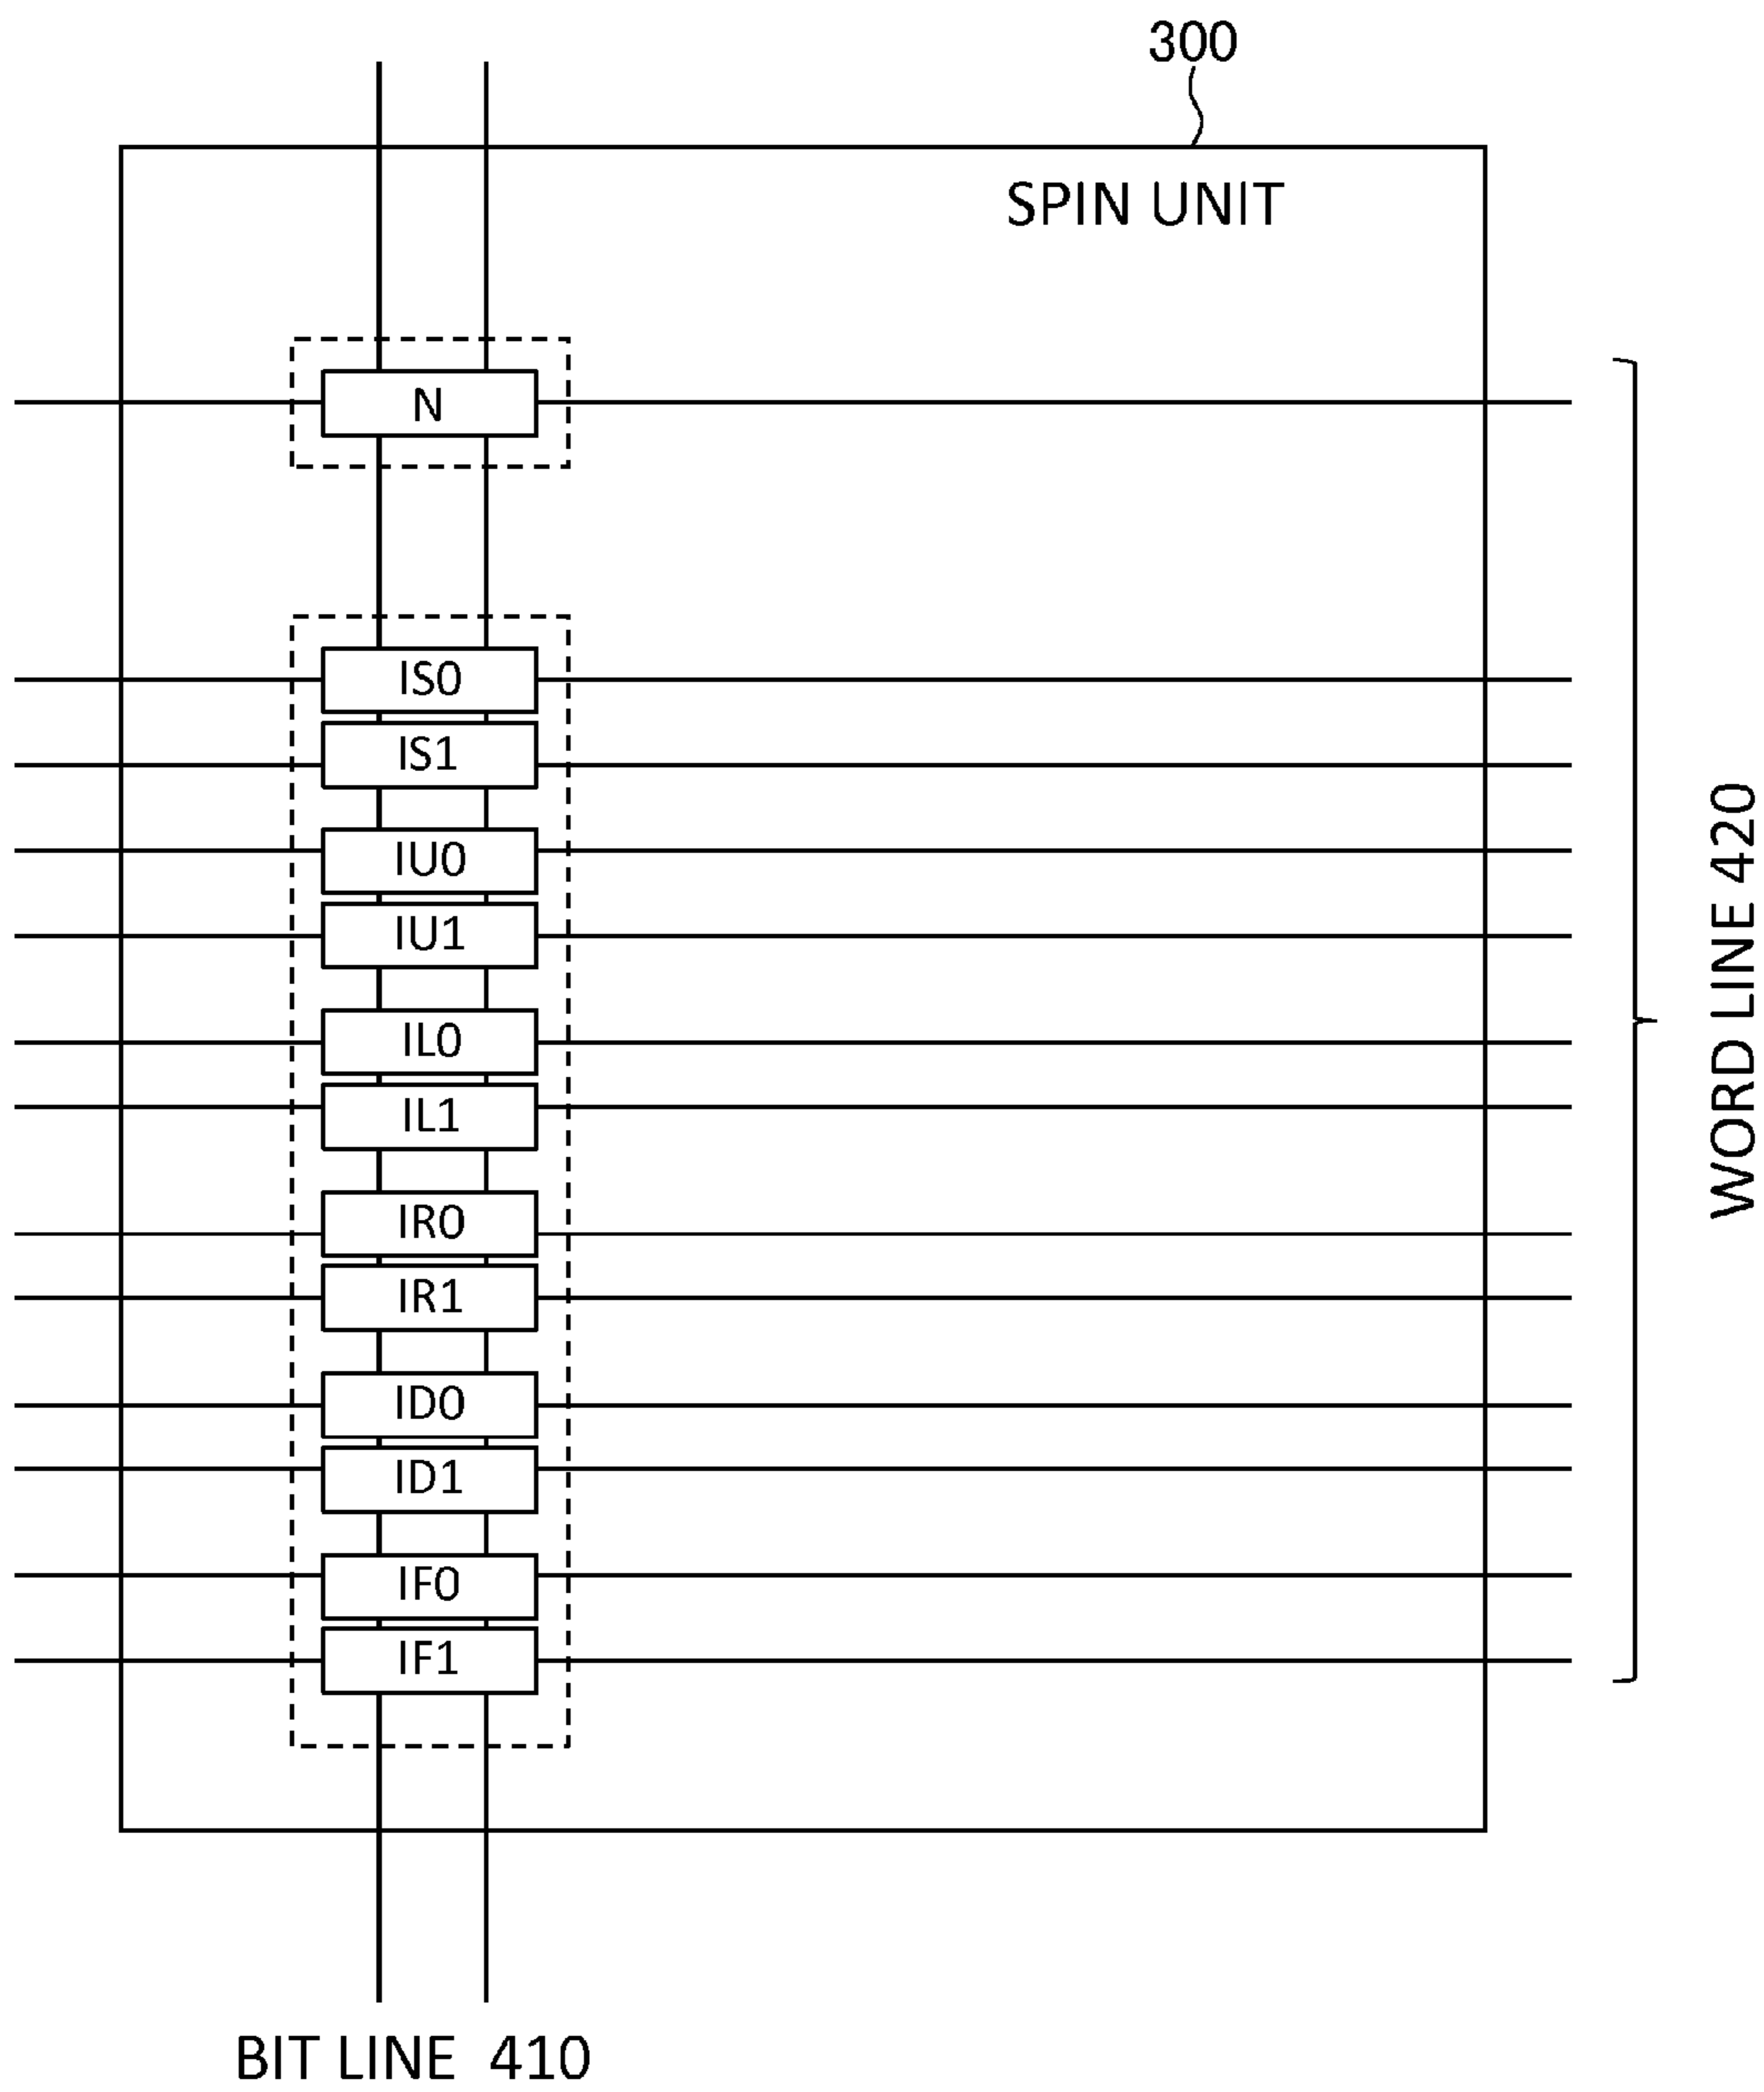 300
SPIN UNIT
N
IS0
IS1
IU0
IU1
IL0
IL1
IR0
IR1
ID0
ID1
IF0
IF1
WORD LINE 420
BIT LINE 410